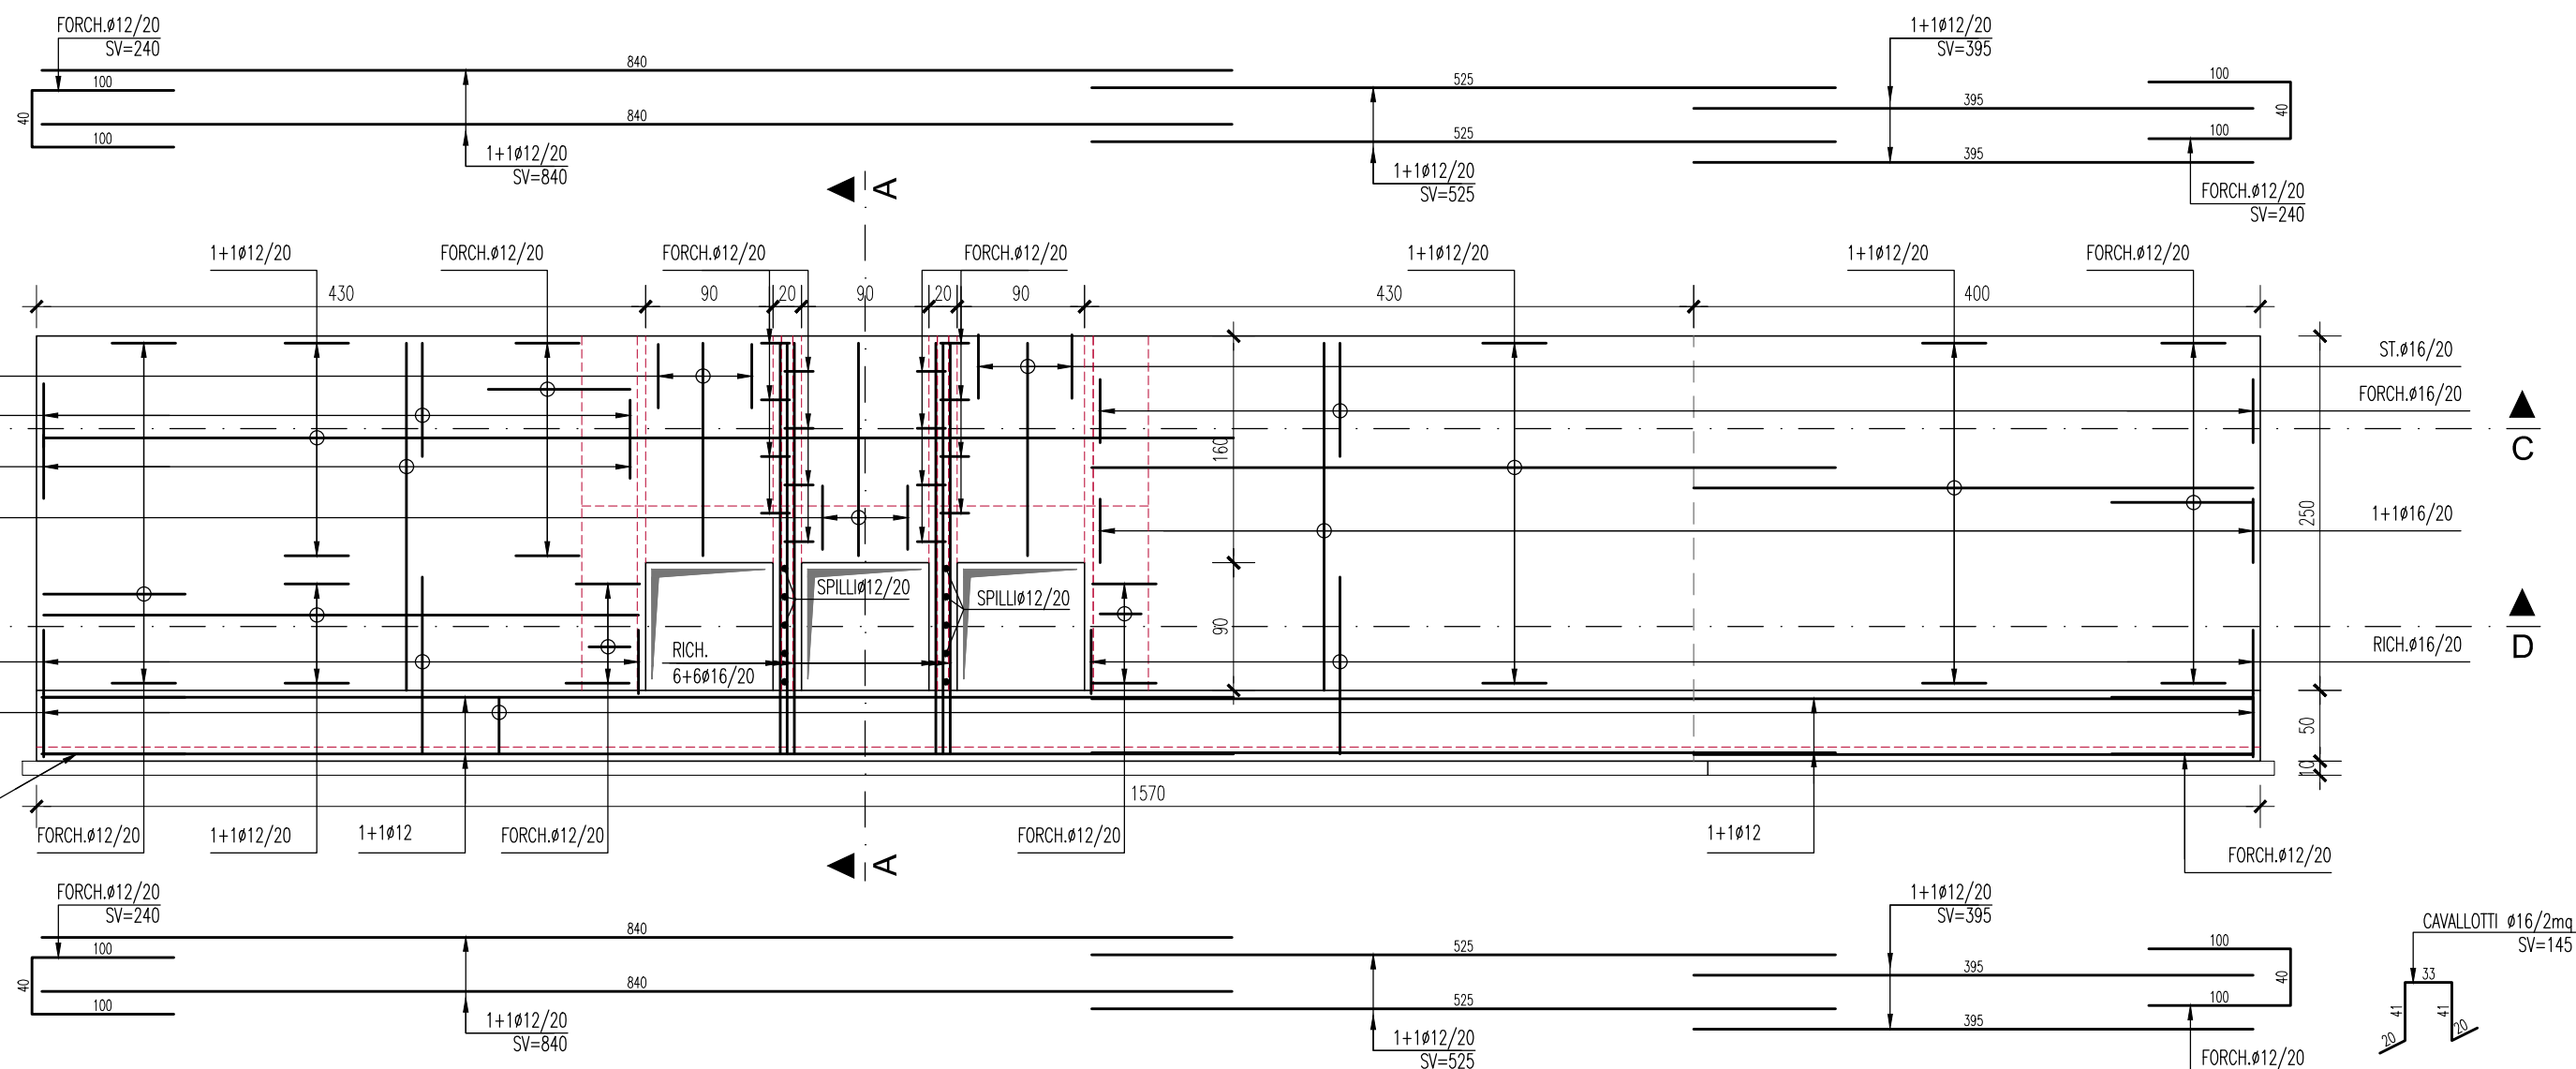 FORCH.ø12/20
SV=240
100
40
100
840
840
1+1ø12/20
SV=840
525
525
1+1ø12/20
SV=525
1+1ø12/20
SV=395
395
395
100
40
100
FORCH.ø12/20
SV=240
A
1+1ø12/20
FORCH.ø12/20
FORCH.ø12/20
FORCH.ø12/20
1+1ø12/20
1+1ø12/20
FORCH.ø12/20
430
90
20
90
20
90
430
400
ST.ø16/20
FORCH.ø16/20
C
160
250
1+1ø16/20
SPILLIø12/20
SPILLIø12/20
90
D
RICH.
6+6ø16/20
RICH.ø16/20
50
10
1570
FORCH.ø12/20
1+1ø12/20
1+1ø12
FORCH.ø12/20
FORCH.ø12/20
1+1ø12
FORCH.ø12/20
A
FORCH.ø12/20
SV=240
100
40
100
840
840
1+1ø12/20
SV=840
525
525
1+1ø12/20
SV=525
1+1ø12/20
SV=395
395
395
100
40
100
FORCH.ø12/20
CAVALLOTTI ø16/2mq
SV=145
33
41
41
20
20